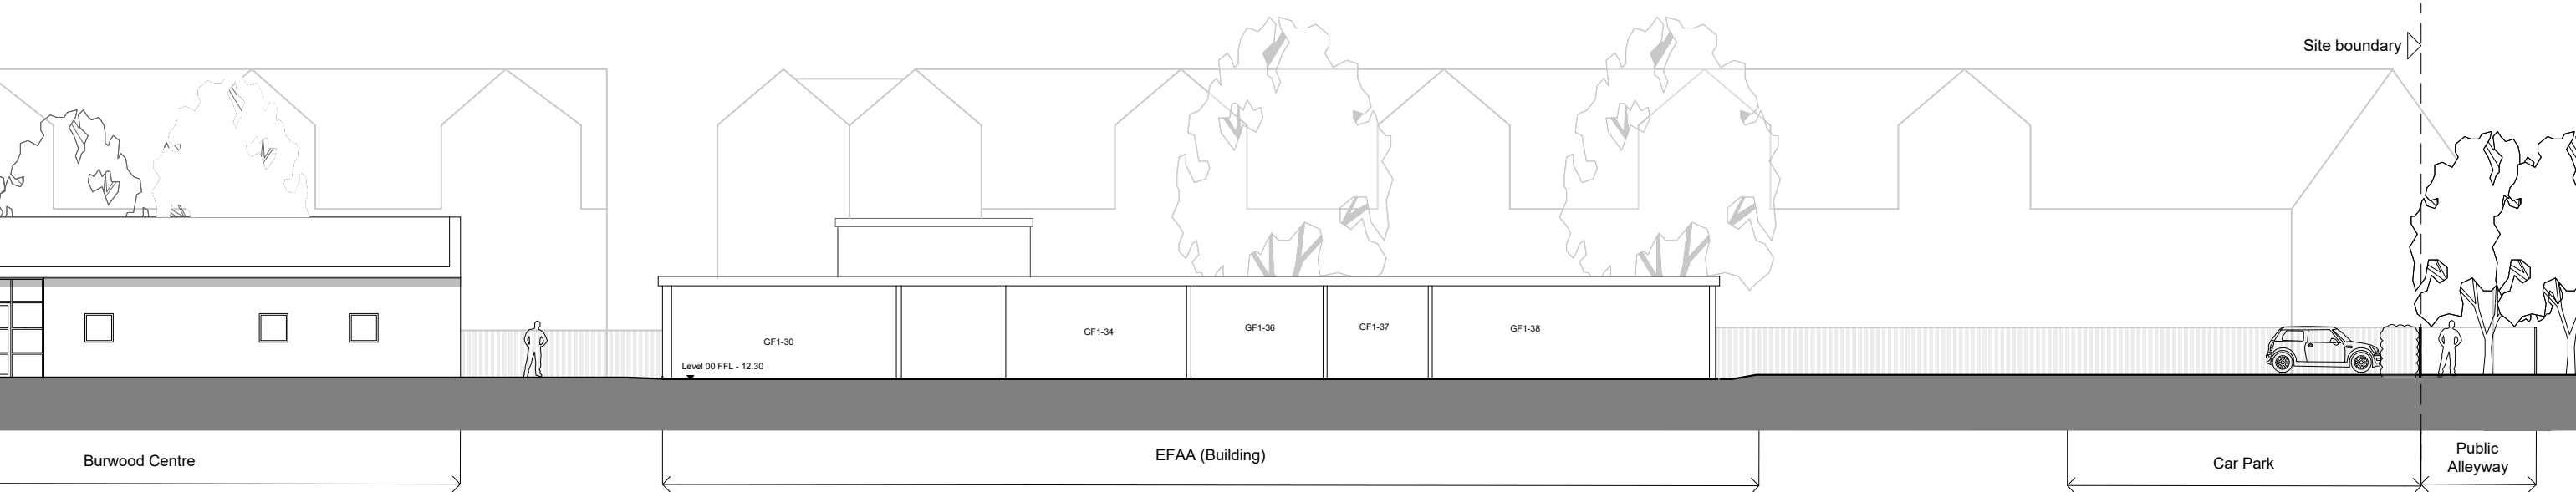 Site boundary
GF1-30
GF1-34
GF1-36
GF1-37
GF1-38
Level 00 FFL - 12.30
Burwood Centre
EFAA (Building)
Car Park
Public
Alleyway